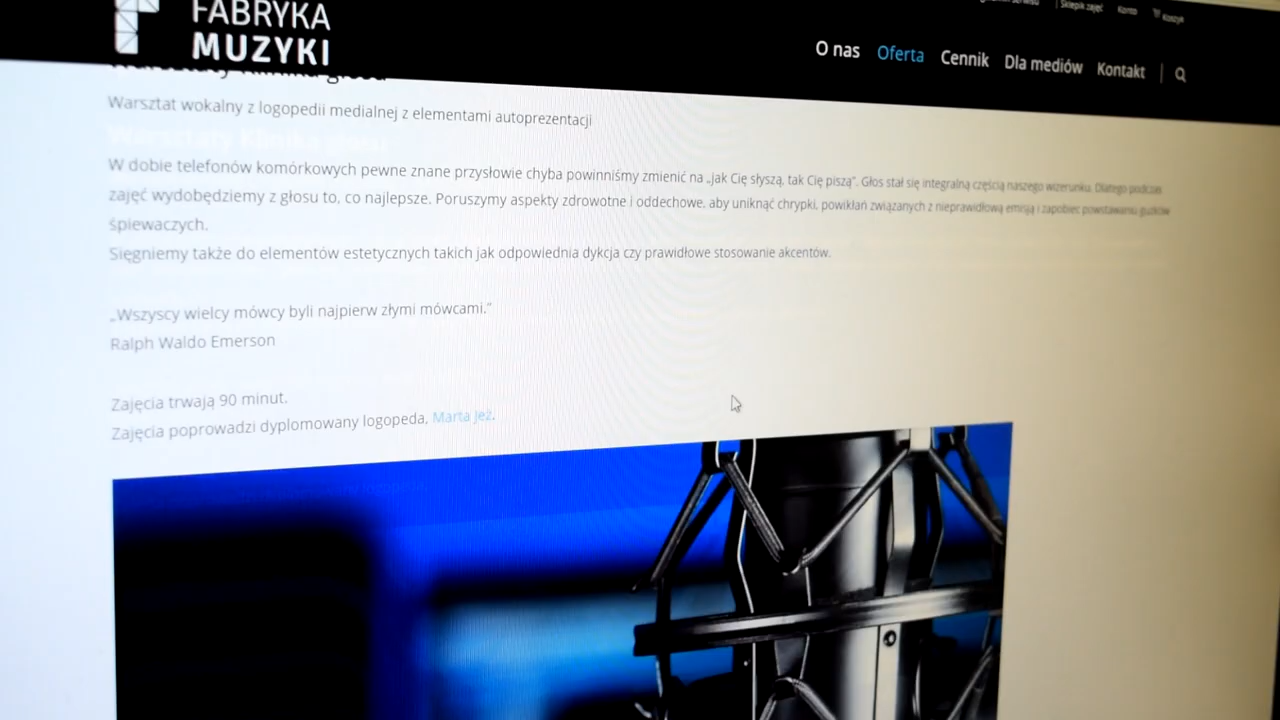 FABRYKA
MUZYKI
Sklepik zajęć Konto Koszyk
O nas Oferta Cennik Dla mediów Kontakt
Warsztat wokalny z logopedii medialnej z elementami autoprezentacji
W dobie telefonów komórkowych pewne znane przysłowie chyba powinniśmy zmienić na „jak Cię słyszą, tak Cię piszą”. Głos stał się integralną częścią naszego wizerunku. Dlatego podczas
zajęć wydobędziemy z głosu to, co najlepsze. Poruszymy aspekty zdrowotne i oddechowe, aby uniknąć chrypki, powikłań związanych z nieprawidłową emisją i zapobiec powstawaniu guzków
śpiewaczych.
Sięgniemy także do elementów estetycznych takich jak odpowiednia dykcja czy prawidłowe stosowanie akcentów.
„Wszyscy wielcy mówcy byli najpierw złymi mówcami.”
Ralph Waldo Emerson
Zajęcia trwają 90 minut.
Zajęcia poprowadzi dyplomowany logopeda, Marta Jeż.